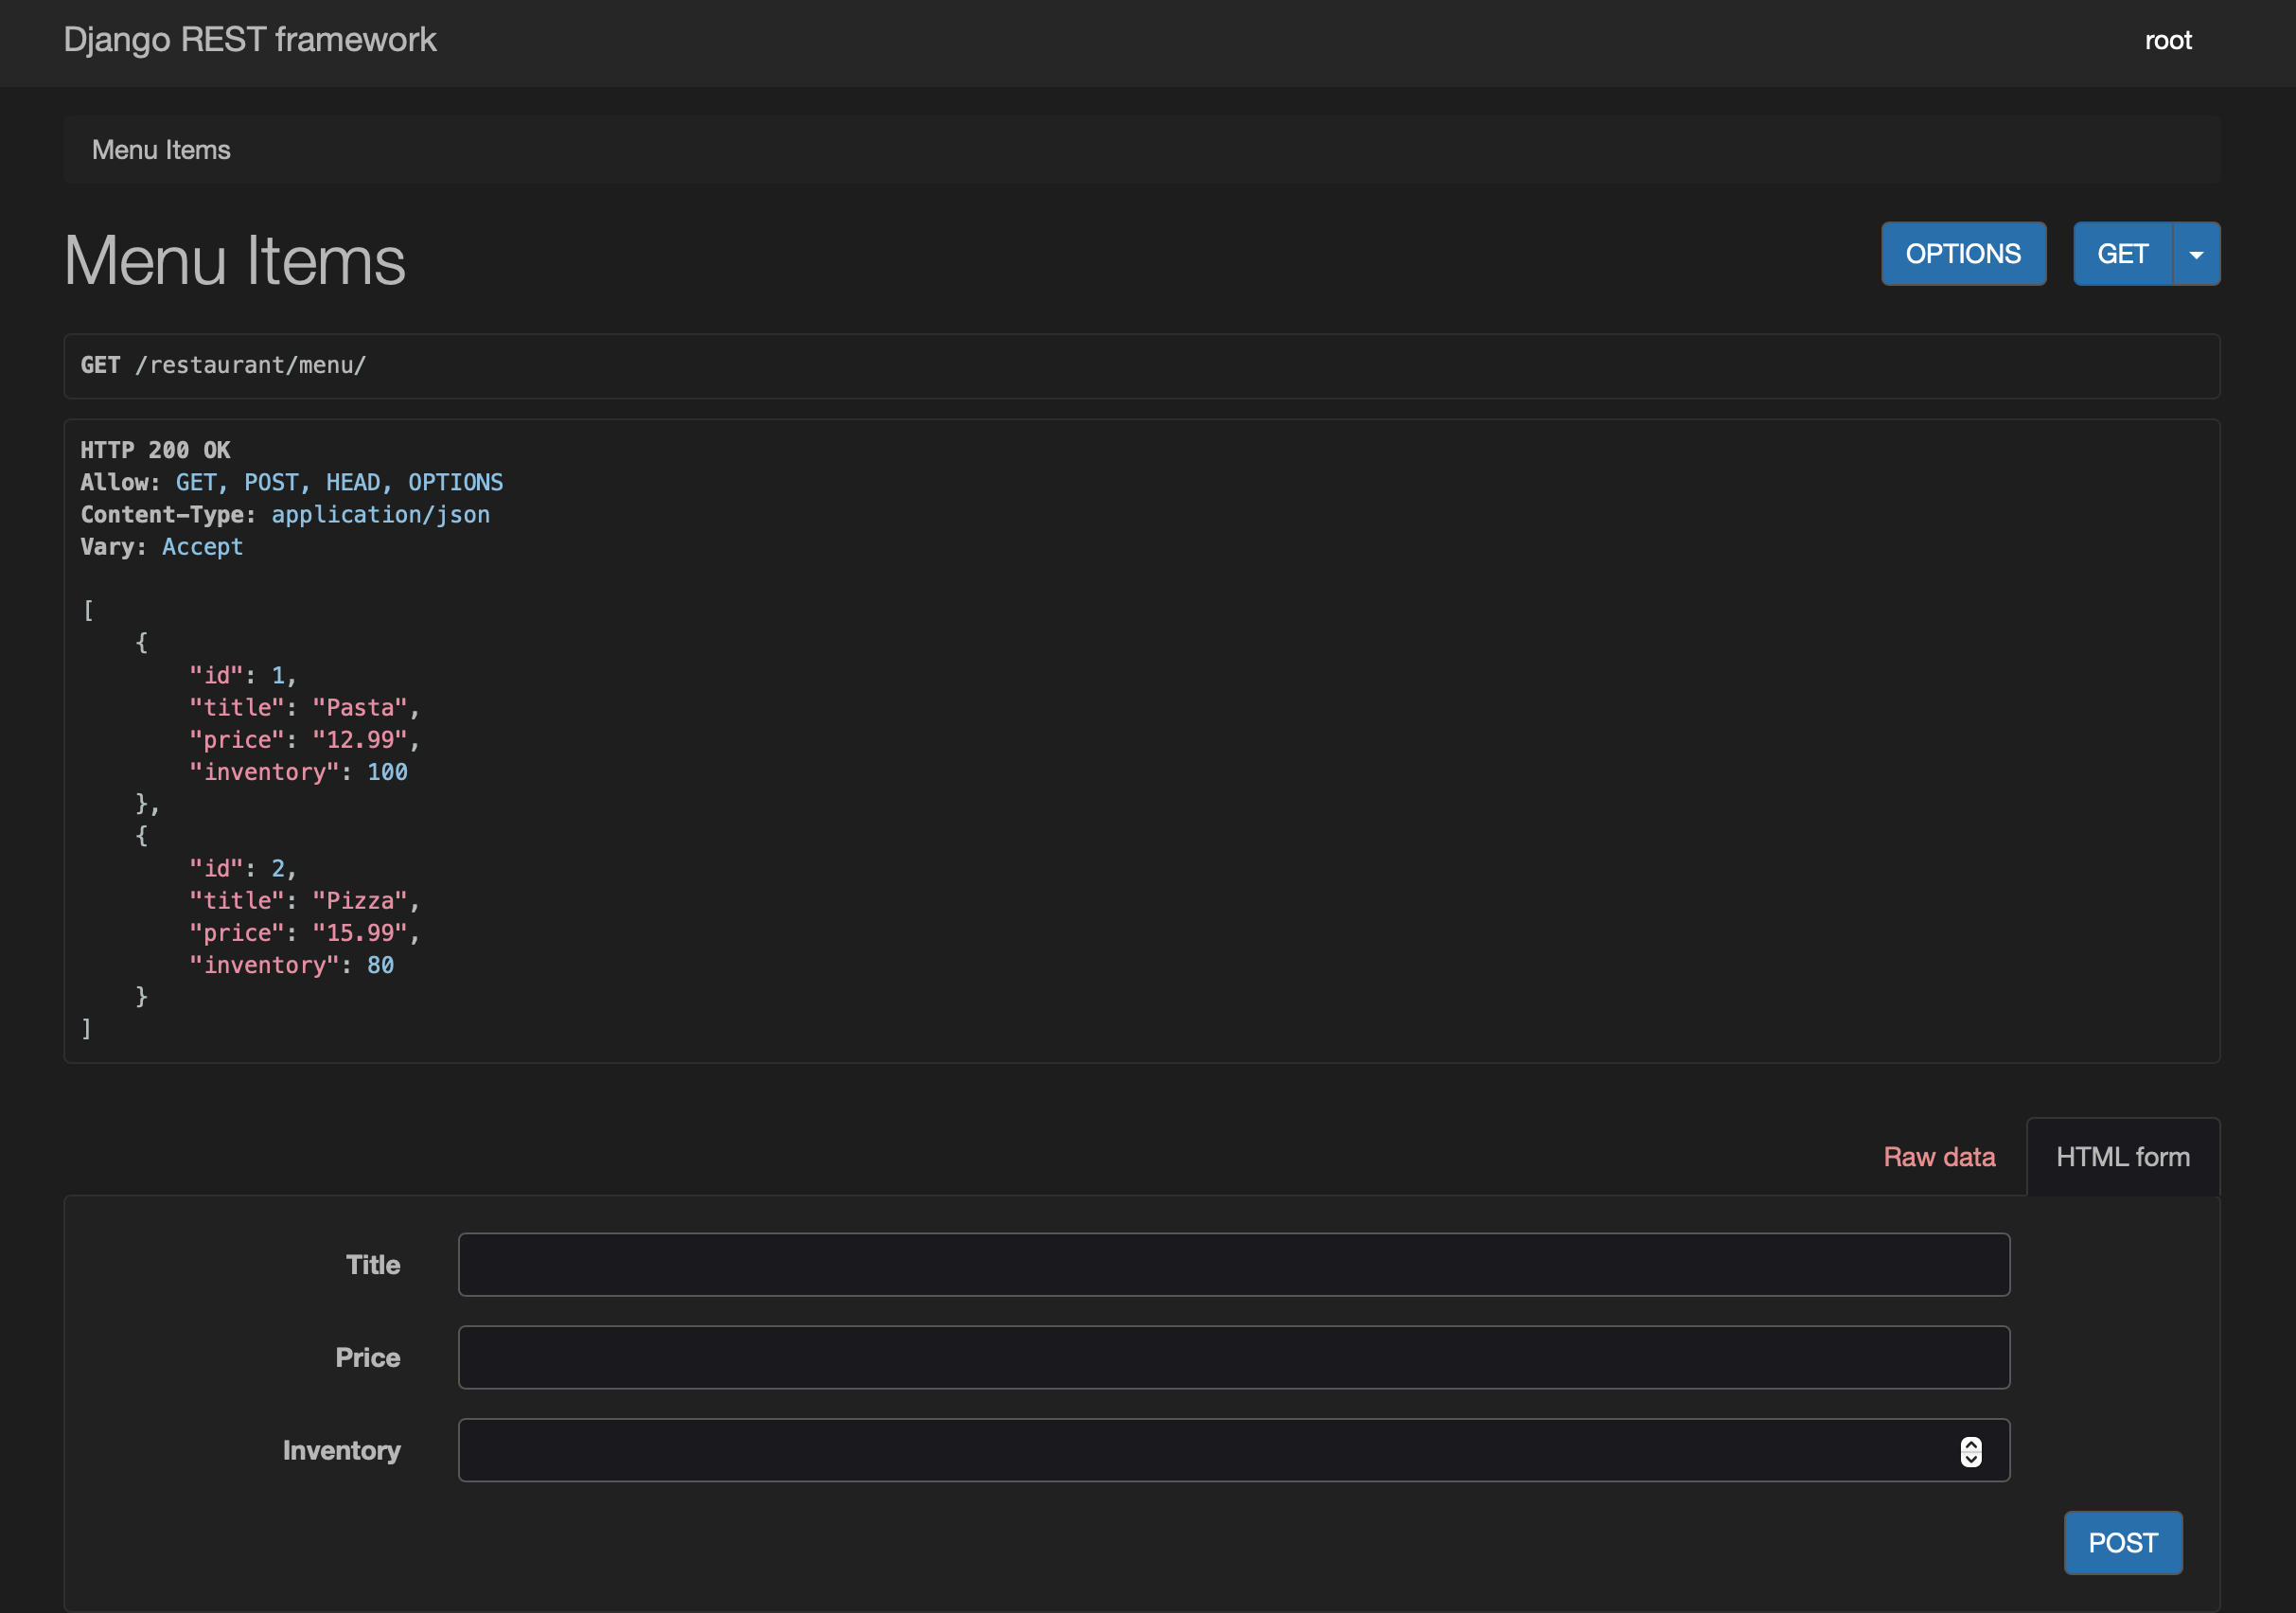 Django REST framework
root
Menu Items
Menu Items
OPTIONS
GET
GET /restaurant/menu/
HTTP 200 OK
Allow: GET, POST, HEAD, OPTIONS
Content-Type: application/json
Vary: Accept
[
    {
        "id": 1,
        "title": "Pasta",
        "price": "12.99",
        "inventory": 100
    },
    {
        "id": 2,
        "title": "Pizza",
        "price": "15.99",
        "inventory": 80
    }
]
Raw data
HTML form
Title
Price
Inventory
POST